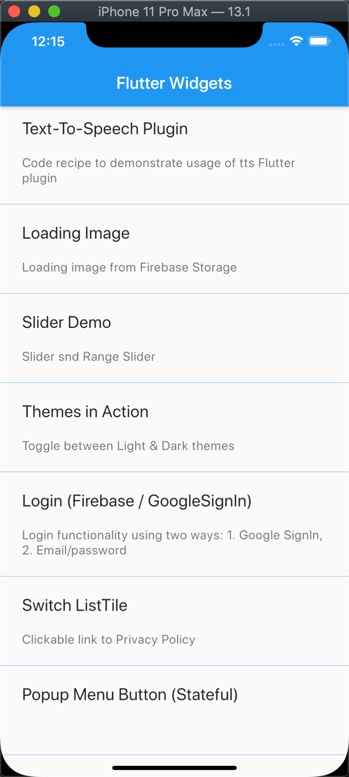 iPhone 11 Pro Max — 13.1
12:15
Flutter Widgets
Text-To-Speech Plugin
Code recipe to demonstrate usage of tts Flutter
plugin
Loading Image
Loading image from Firebase Storage
Slider Demo
Slider snd Range Slider
Themes in Action
Toggle between Light & Dark themes
Login (Firebase / GoogleSignIn)
Login functionality using two ways: 1. Google SignIn,
2. Email/password
Switch ListTile
Clickable link to Privacy Policy
Popup Menu Button (Stateful)